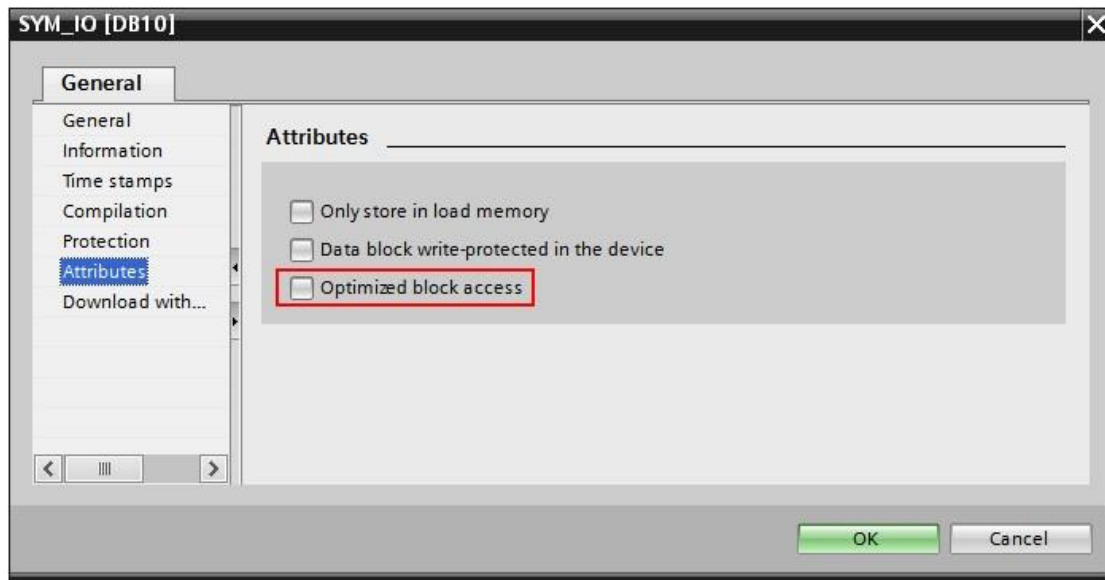 SYM_IO [DB10]
General
General
Information
Time stamps
Compilation
Protection
Attributes
Download with...
Attributes
Only store in load memory
Data block write-protected in the device
Optimized block access
OK
Cancel